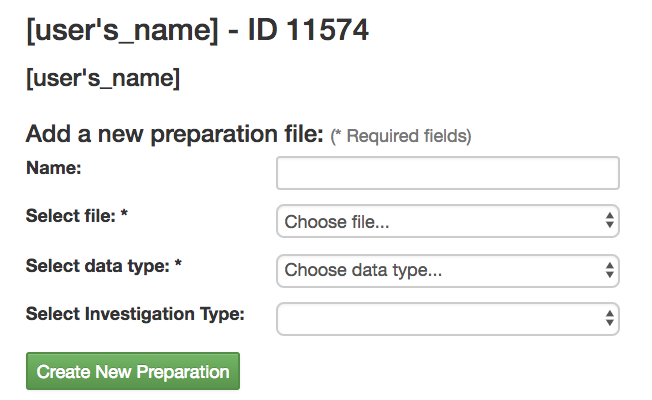 [user's_name] - ID 11574
[user's_name]
Add a new preparation file: (* Required fields)
Name:
Select file: * Choose file...
Select data type: * Choose data type...
Select Investigation Type:
Create New Preparation